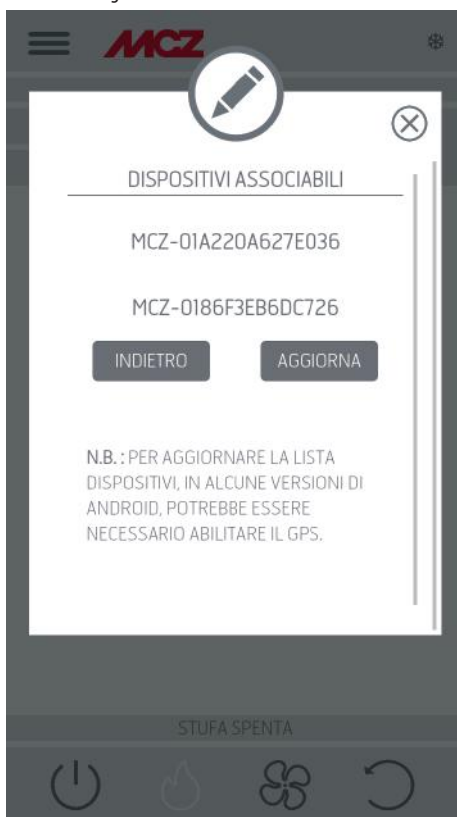 MCZ
DISPOSITIVI ASSOCIABILI
MCZ-01A220A627E036
MCZ-0186F3EB6DC726
INDIETRO
AGGIORNA
N.B. : PER AGGIORNARE LA LISTA
DISPOSITIVI, IN ALCUNE VERSIONI DI
ANDROID, POTREBBE ESSERE
NECESSARIO ABILITARE IL GPS.
STUFA SPENTA